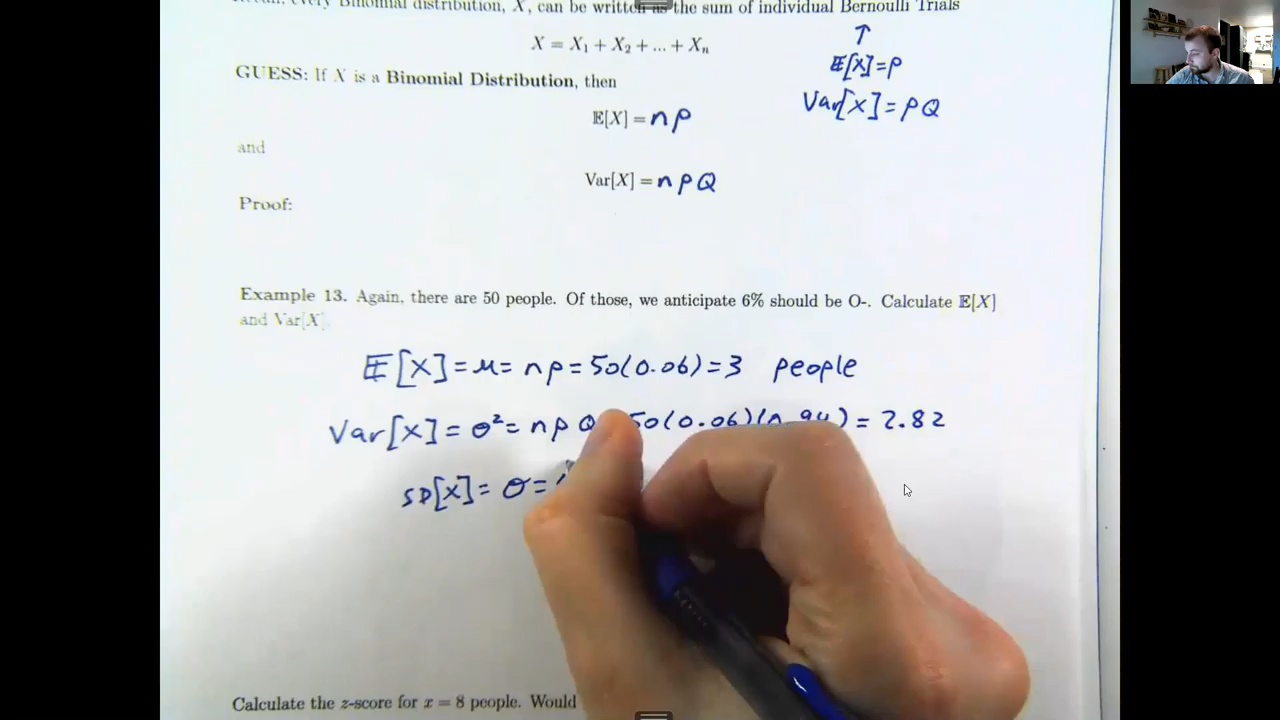 every Binomial distribution, X, can be written as the sum of individual Bernoulli Trials
X = X₁ + X₂ + ... + Xₙ
↑
𝔼[X] = p
GUESS: If X is a Binomial Distribution, then
Var[X] = pQ
𝔼[X] = np
and
Var[X] = npQ
Proof:
Example 13. Again, there are 50 people. Of those, we anticipate 6% should be O-. Calculate 𝔼[X]
and Var[X]
𝔼[X] = μ = np = 50(0.06) = 3 people
Var[X] = σ² = npQ 50(0.06)(0.94) = 2.82
SD[X] = σ =
Calculate the z-score for x = 8 people. Would